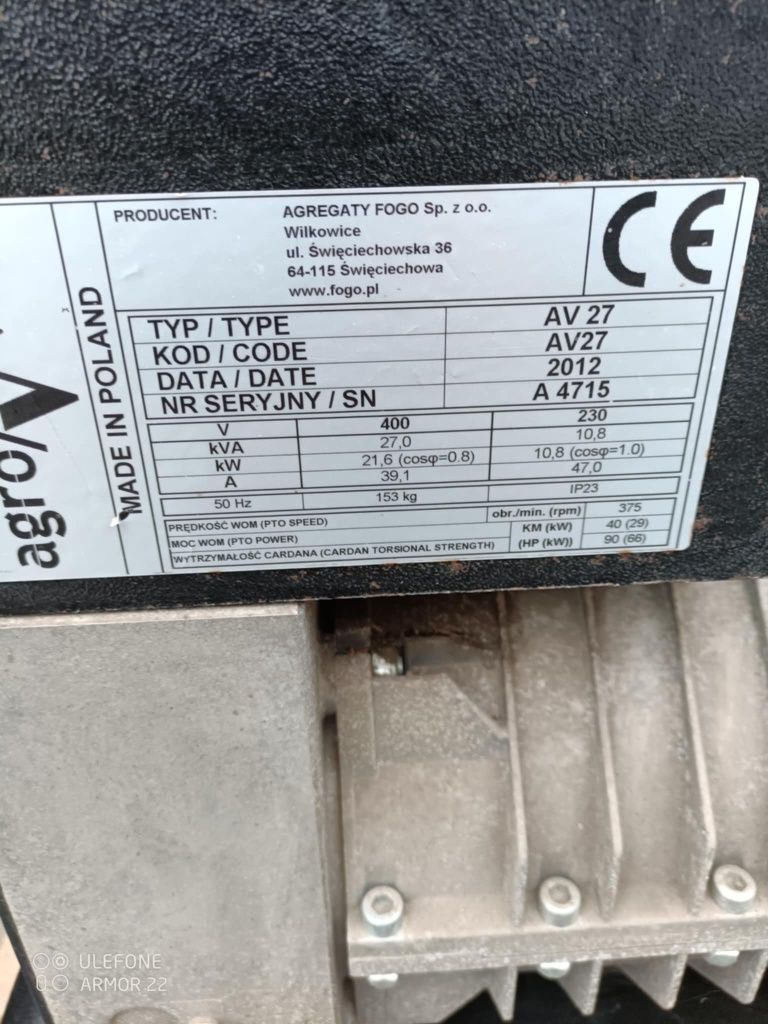 agro/V
MADE IN POLAND
PRODUCENT: AGREGATY FOGO Sp. z o.o.
Wilkowice
ul. Święciechowska 36
64-115 Święciechowa
www.fogo.pl
CE
TYP / TYPE AV 27
KOD / CODE AV27
DATA / DATE 2012
NR SERYJNY / SN A 4715
V 400 230
kVA 27,0 10,8
kW 21,6 (cosφ=0.8) 10,8 (cosφ=1.0)
A 39,1 47,0
50 Hz 153 kg IP23
PRĘDKOŚĆ WOM (PTO SPEED) obr./min. (rpm) 375
MOC WOM (PTO POWER) KM (kW) 40 (29)
WYTRZYMAŁOŚĆ CARDANA (CARDAN TORSIONAL STRENGTH) (HP (kW)) 90 (66)
ULEFONE
ARMOR 22